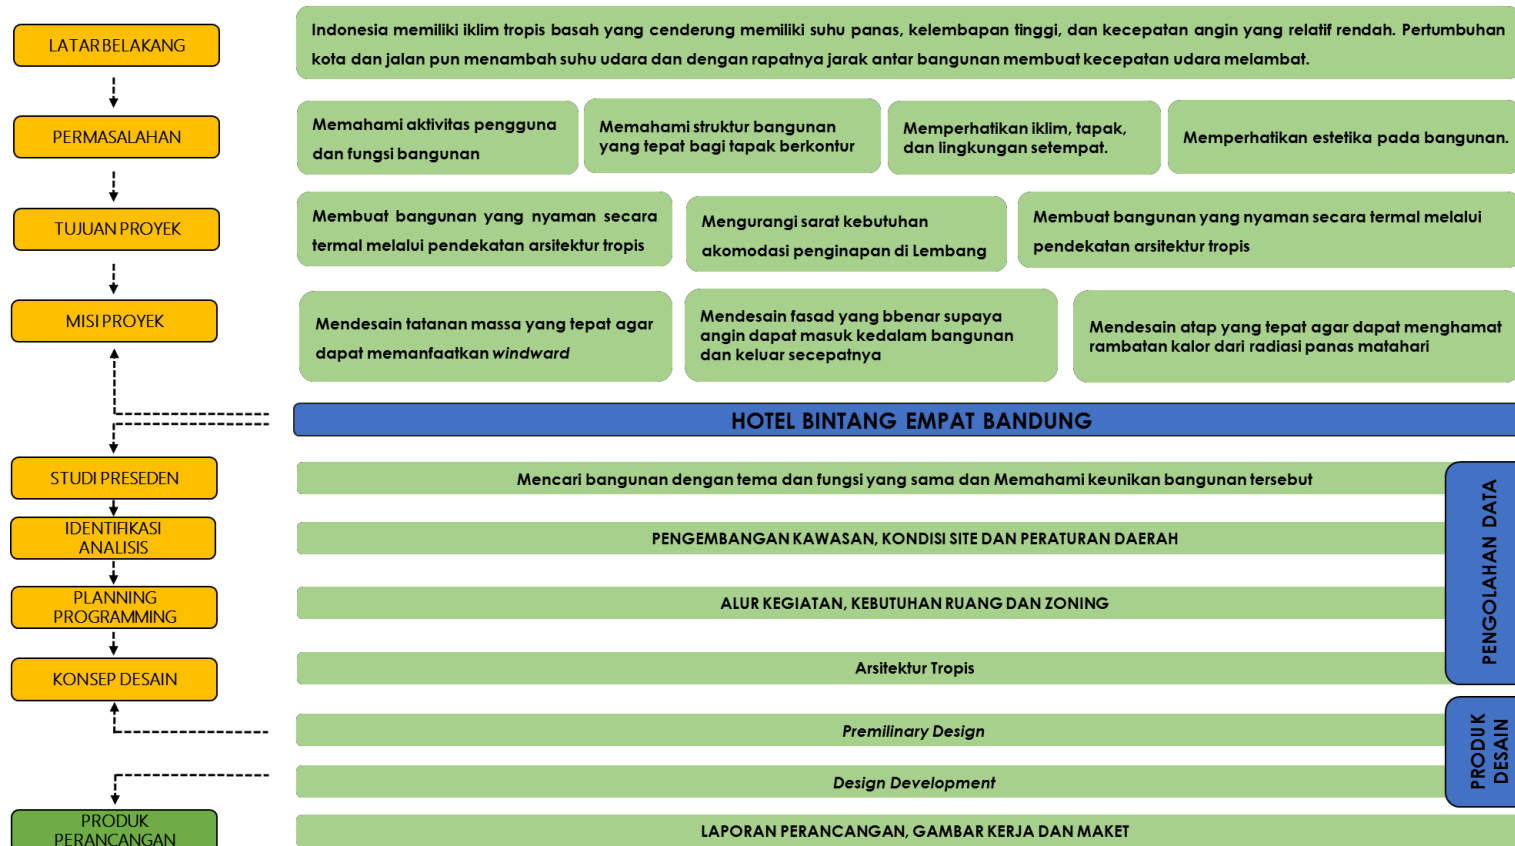 LATAR BELAKANG
Indonesia memiliki iklim tropis basah yang cenderung memiliki suhu panas, kelembapan tinggi, dan kecepatan angin yang relatif rendah. Pertumbuhan
kota dan jalan pun menambah suhu udara dan dengan rapatnya jarak antar bangunan membuat kecepatan udara melambat.
PERMASALAHAN
Memahami aktivitas pengguna
dan fungsi bangunan
Memahami struktur bangunan
yang tepat bagi tapak berkontur
Memperhatikan iklim, tapak,
dan lingkungan setempat.
Memperhatikan estetika pada bangunan.
TUJUAN PROYEK
Membuat bangunan yang nyaman secara
termal melalui pendekatan arsitektur tropis
Mengurangi sarat kebutuhan
akomodasi penginapan di Lembang
Membuat bangunan yang nyaman secara termal melalui
pendekatan arsitektur tropis
MISI PROYEK
Mendesain tatanan massa yang tepat agar
dapat memanfaatkan windward
Mendesain fasad yang bbenar supaya
angin dapat masuk kedalam bangunan
dan keluar secepatnya
Mendesain atap yang tepat agar dapat menghamat
rambatan kalor dari radiasi panas matahari
HOTEL BINTANG EMPAT BANDUNG
STUDI PRESEDEN
Mencari bangunan dengan tema dan fungsi yang sama dan Memahami keunikan bangunan tersebut
IDENTIFIKASI
ANALISIS
PENGEMBANGAN KAWASAN, KONDISI SITE DAN PERATURAN DAERAH
PLANNING
PROGRAMMING
ALUR KEGIATAN, KEBUTUHAN RUANG DAN ZONING
KONSEP DESAIN
Arsitektur Tropis
PENGOLAHAN DATA
Premilinary Design
Design Development
PRODUK
DESAIN
PRODUK
PERANCANGAN
LAPORAN PERANCANGAN, GAMBAR KERJA DAN MAKET